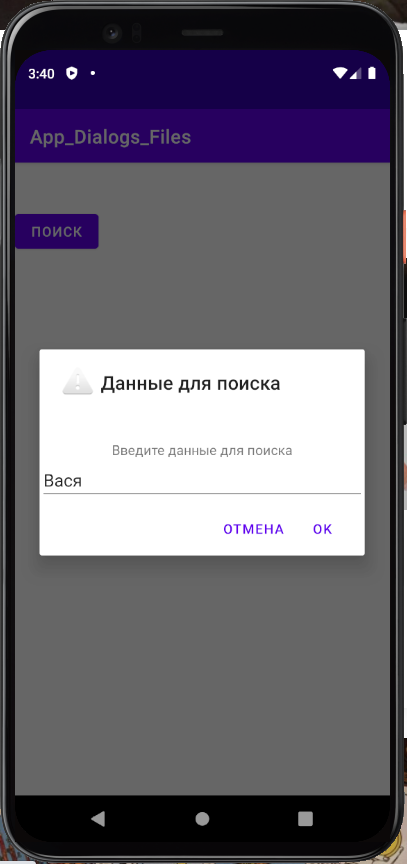 3:40
App_Dialogs_Files
ПОИСК
Данные для поиска
Введите данные для поиска
Вася
ОТМЕНА OK